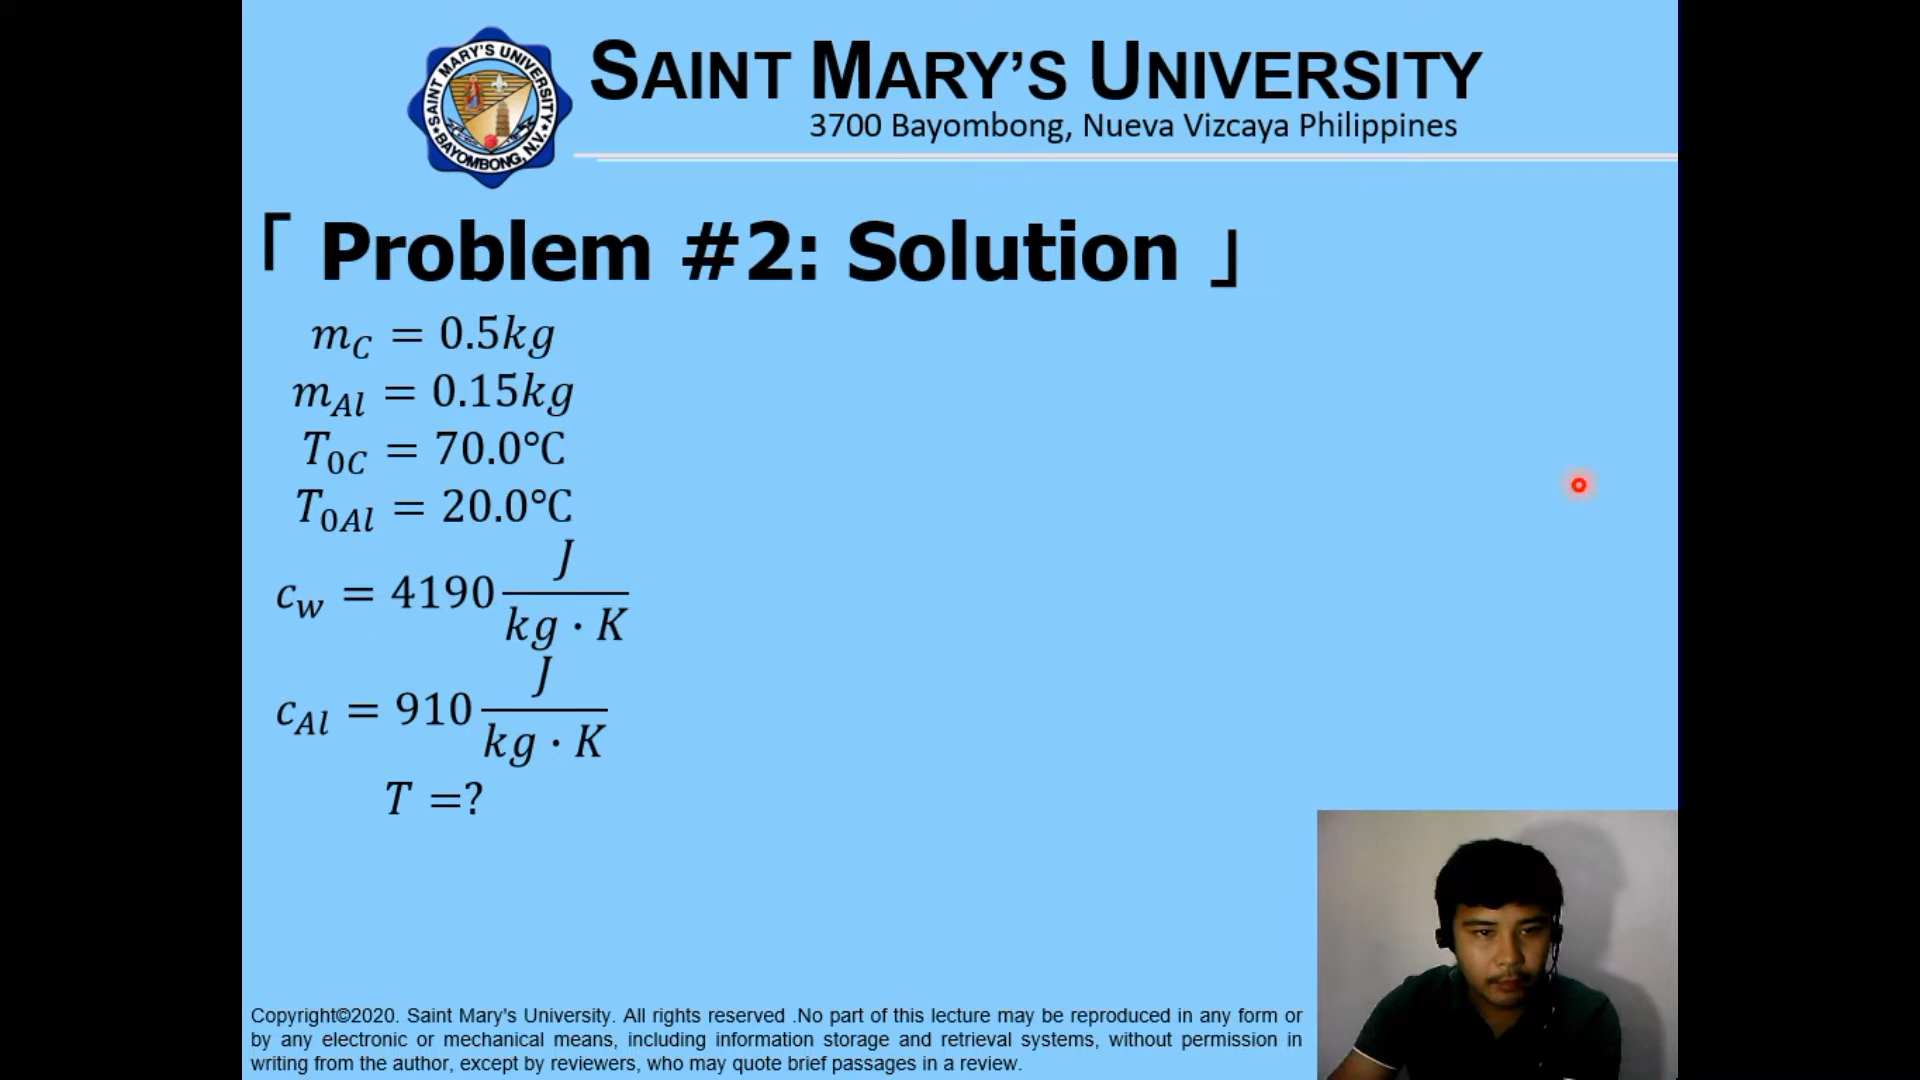 SAINT MARY'S UNIVERSITY
BAYOMBONG, N.V.
SAINT MARY'S UNIVERSITY
3700 Bayombong, Nueva Vizcaya Philippines
「 Problem #2: Solution 」
m_C = 0.5kg
m_Al = 0.15kg
T_0C = 70.0°C
T_0Al = 20.0°C
c_w = 4190 J/(kg · K)
c_Al = 910 J/(kg · K)
T =?
Copyright©2020. Saint Mary's University. All rights reserved .No part of this lecture may be reproduced in any form or
by any electronic or mechanical means, including information storage and retrieval systems, without permission in
writing from the author, except by reviewers, who may quote brief passages in a review.